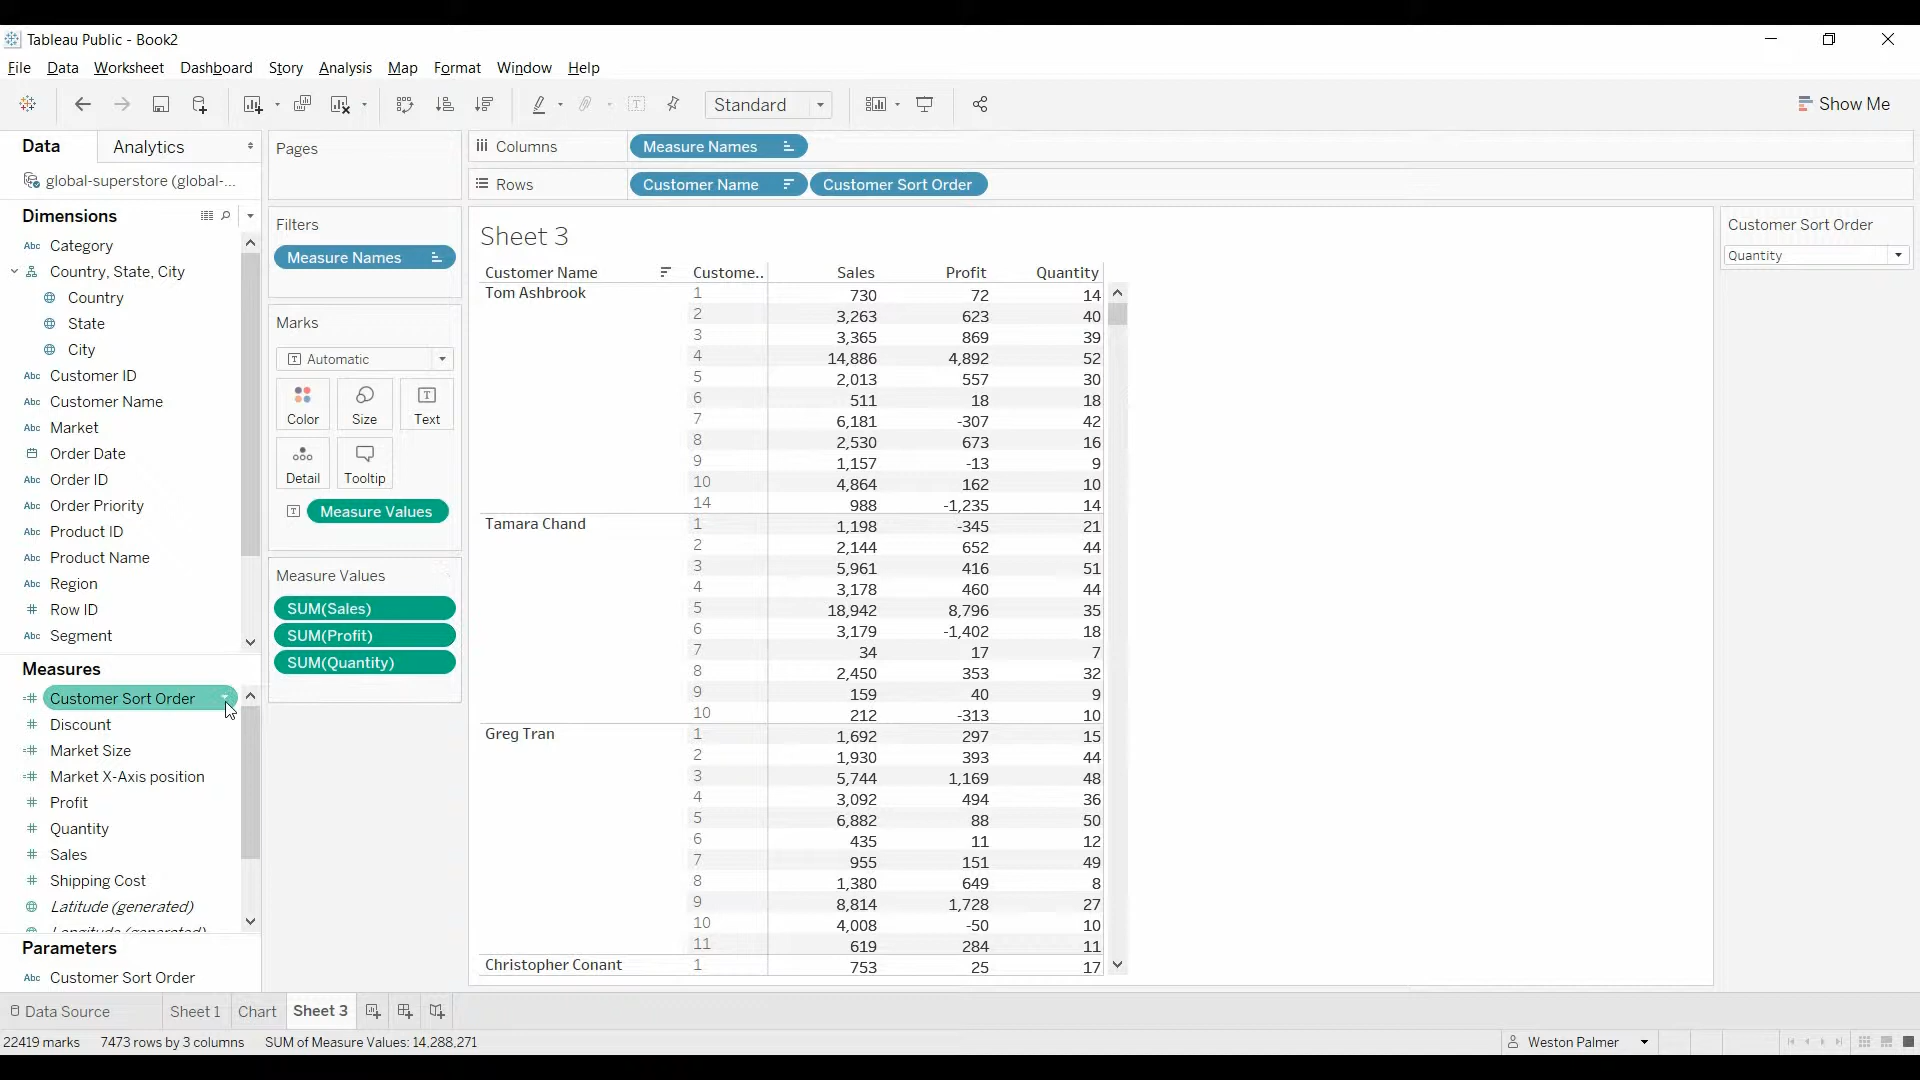 Tableau Public - Book2
File Data Worksheet Dashboard Story Analysis Map Format Window Help
Standard
Show Me
Data Analytics
global-superstore (global-...
Dimensions
Abc Category
Country, State, City
Country
State
City
Abc Customer ID
Abc Customer Name
Abc Market
Order Date
Abc Order ID
Abc Order Priority
Abc Product ID
Abc Product Name
Abc Region
# Row ID
Abc Segment
Measures
=# Customer Sort Order
# Discount
=# Market Size
=# Market X-Axis position
# Profit
# Quantity
# Sales
# Shipping Cost
Latitude (generated)
Longitude (generated)
Parameters
Abc Customer Sort Order
Pages
Filters
Measure Names
Marks
T Automatic
Color Size Text
Detail Tooltip
T Measure Values
Measure Values
SUM(Sales)
SUM(Profit)
SUM(Quantity)
Columns Measure Names
Rows Customer Name Customer Sort Order
Sheet 3
Customer Name Custome.. Sales Profit Quantity
Tom Ashbrook 1 730 72 14
2 3,263 623 40
3 3,365 869 39
4 14,886 4,892 52
5 2,013 557 30
6 511 18 18
7 6,181 -307 42
8 2,530 673 16
9 1,157 -13 9
10 4,864 162 10
14 988 -1,235 14
Tamara Chand 1 1,198 -345 21
2 2,144 652 44
3 5,961 416 51
4 3,178 460 44
5 18,942 8,796 35
6 3,179 -1,402 18
7 34 17 7
8 2,450 353 32
9 159 40 9
10 212 -313 10
Greg Tran 1 1,692 297 15
2 1,930 393 44
3 5,744 1,169 48
4 3,092 494 36
5 6,882 88 50
6 435 11 12
7 955 151 49
8 1,380 649 8
9 8,814 1,728 27
10 4,008 -50 10
11 619 284 11
Christopher Conant 1 753 25 17
Customer Sort Order
Quantity
Data Source Sheet 1 Chart Sheet 3
22419 marks 7473 rows by 3 columns SUM of Measure Values: 14,288,271
Weston Palmer